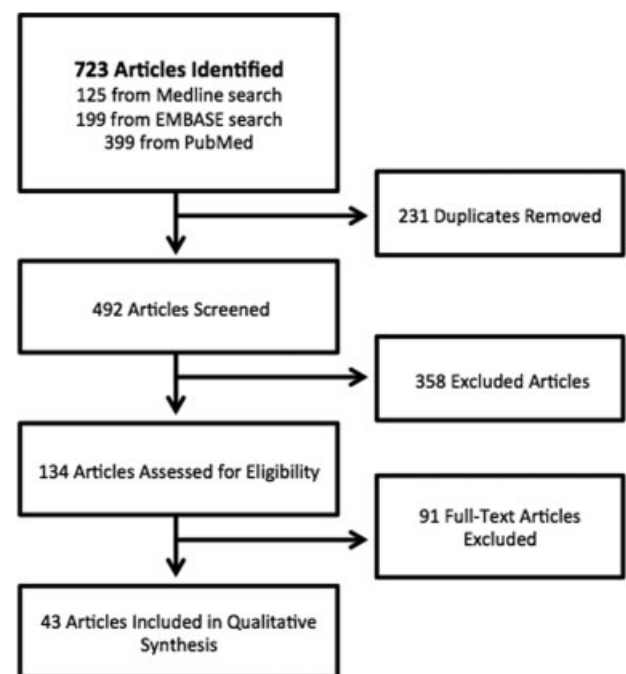 723 Articles Identified
125 from Medline search
199 from EMBASE search
399 from PubMed
231 Duplicates Removed
492 Articles Screened
358 Excluded Articles
134 Articles Assessed for Eligibility
91 Full-Text Articles
Excluded
43 Articles Included in Qualitative
Synthesis